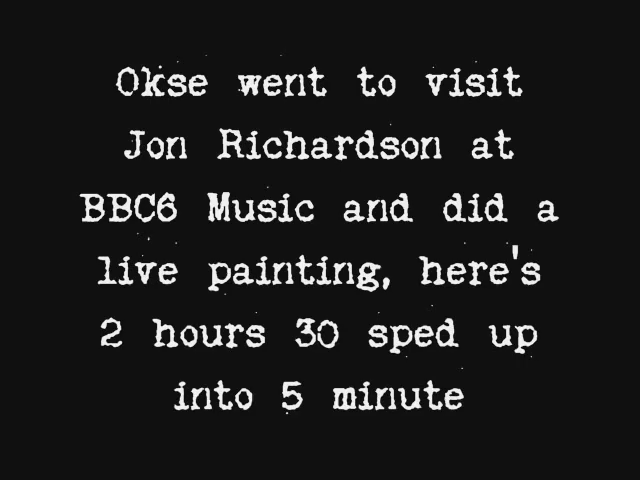 Okse went to visit
Jon Richardson at
BBC6 Music and did a
live painting, here's
2 hours 30 sped up
into 5 minute